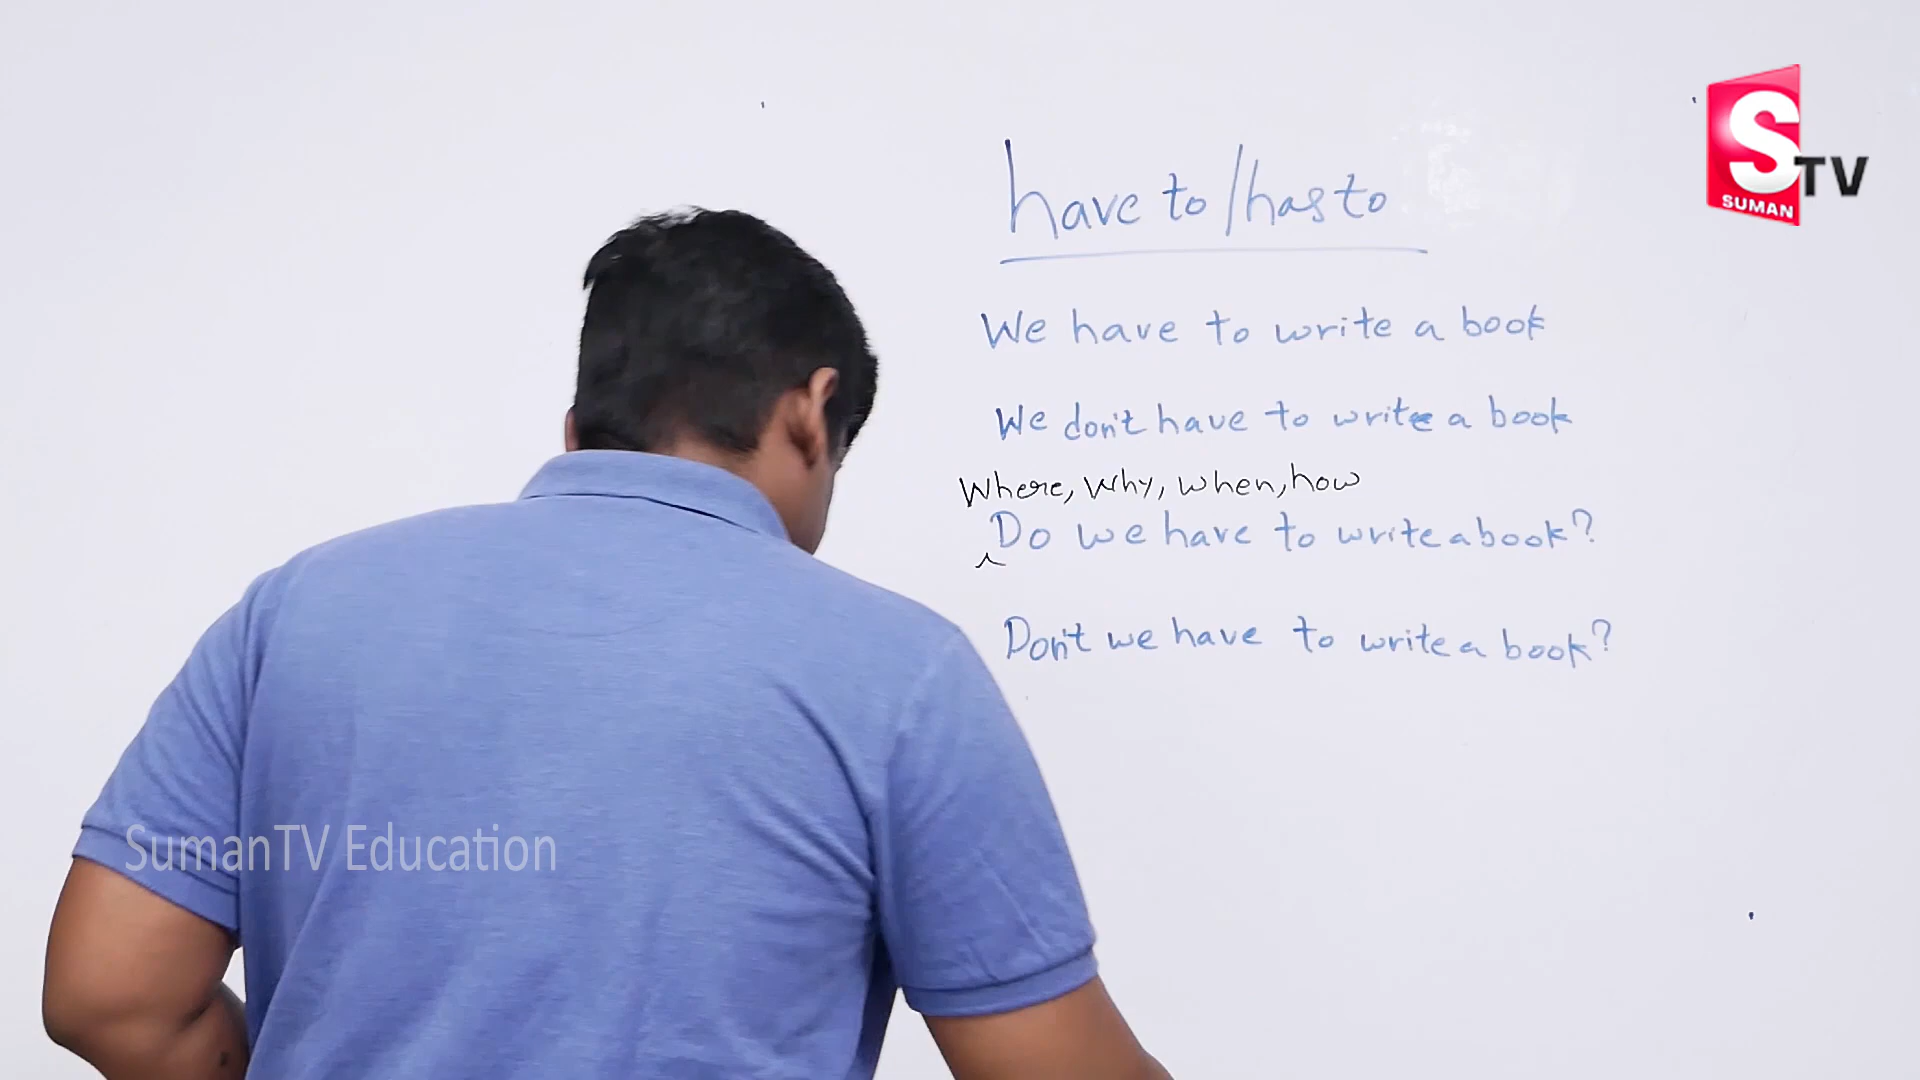 S TV
SUMAN
have to / has to
We have to write a book
We don't have to write a book
Where, Why, when, how
Do we have to write a book?
Don't we have to write a book?
SumanTV Education